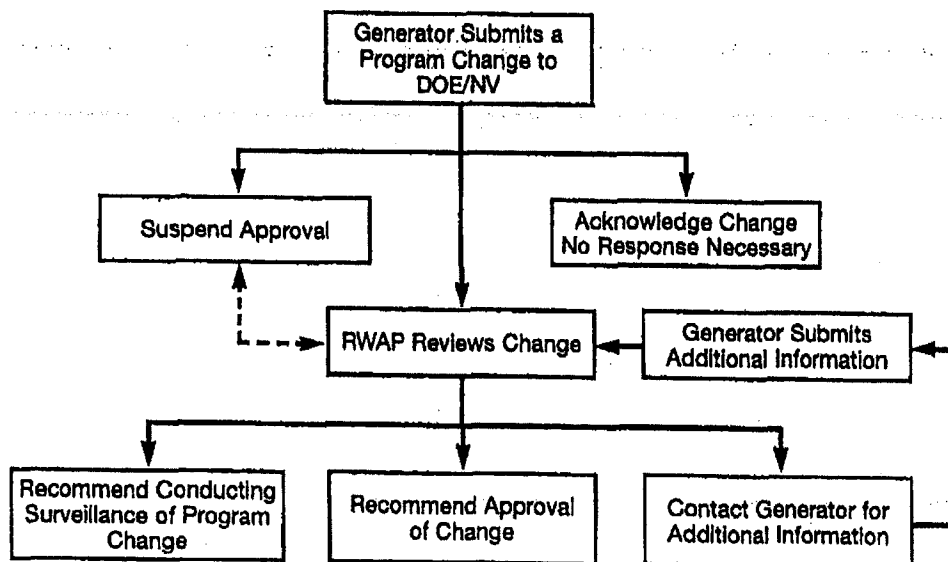 Generator Submits a
Program Change to
DOE/NV
Suspend Approval
Acknowledge Change
No Response Necessary
RWAP Reviews Change
Generator Submits
Additional Information
Recommend Conducting
Surveillance of Program
Change
Recommend Approval
of Change
Contact Generator for
Additional Information